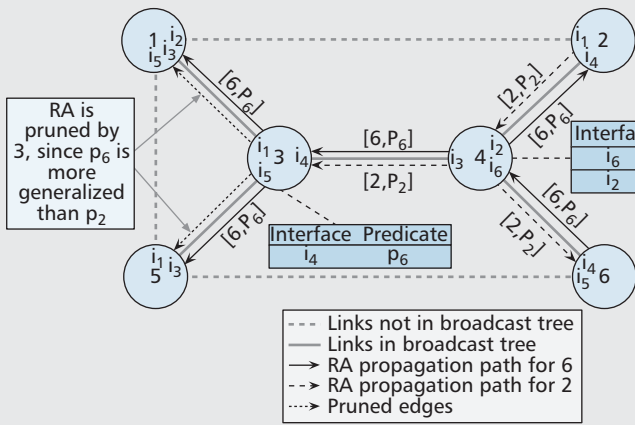 1 i2
i3
i5
i1 2
i4
[6,P6]
[2,P2]
[6,P6]
RA is
pruned by
3, since p6 is
more
generalized
than p2
i1
3 i4
i5
[6,P6]
[2,P2]
i2
i3 4
i6
Interfa
i6
i2
[6,P6]
[6,P6]
[2,P2]
Interface Predicate
i4 p6
i1 i3
5
i4
i5 6
Links not in broadcast tree
Links in broadcast tree
RA propagation path for 6
RA propagation path for 2
Pruned edges